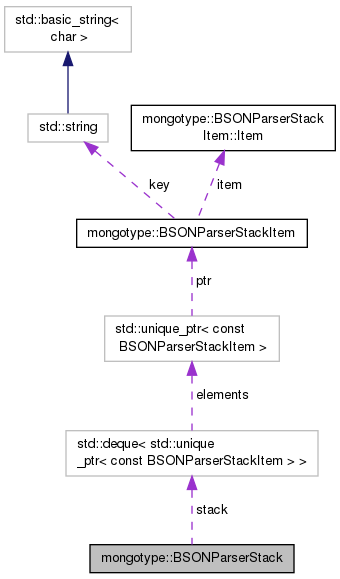 std::basic_string<
char >
std::string
mongotype::BSONParserStack
Item::Item
key
item
mongotype::BSONParserStackItem
ptr
std::unique_ptr< const
BSONParserStackItem >
elements
std::deque< std::unique
_ptr< const BSONParserStackItem > >
stack
mongotype::BSONParserStack